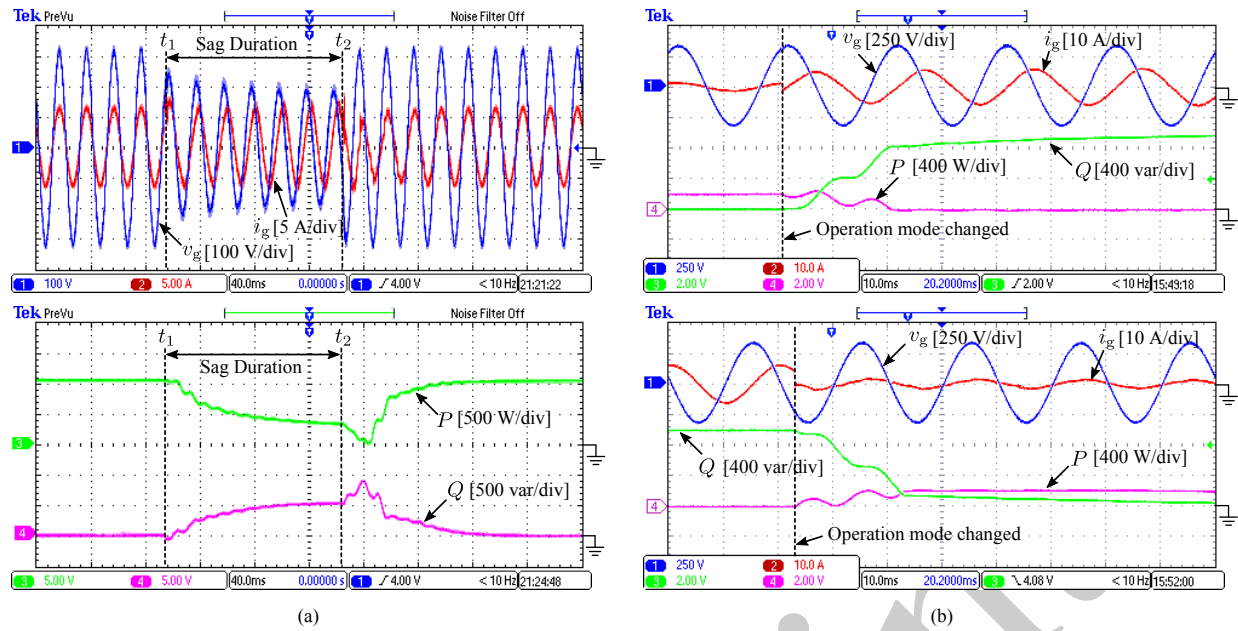 Tek PreVu Noise Filter Off
t1 Sag Duration t2
1
ig [5 A/div]
vg [100 V/div]
1 100 V 2 5.00 A 40.0ms 0.00000 s 1 ∫ 4.00 V < 10 Hz 21:21:22
Tek PreVu Noise Filter Off
t1 t2
Sag Duration
P [500 W/div]
3
Q [500 var/div]
4
3 5.00 V 4 5.00 V 40.0ms 0.00000 s 1 ∫ 4.00 V < 10 Hz 21:24:48
(a)
Tek
vg [250 V/div] ig [10 A/div]
1
P [400 W/div] Q [400 var/div]
4
Operation mode changed
1 250 V 2 10.0 A
3 2.00 V 4 2.00 V 10.0ms 20.2000ms 3 ∫ 2.00 V < 10 Hz 15:49:18
Tek
vg [250 V/div] ig [10 A/div]
1
Q [400 var/div] P [400 W/div]
4
Operation mode changed
1 250 V 2 10.0 A
3 2.00 V 4 2.00 V 10.0ms 20.2000ms 3 \ 4.08 V < 10 Hz 15:52:00
(b)